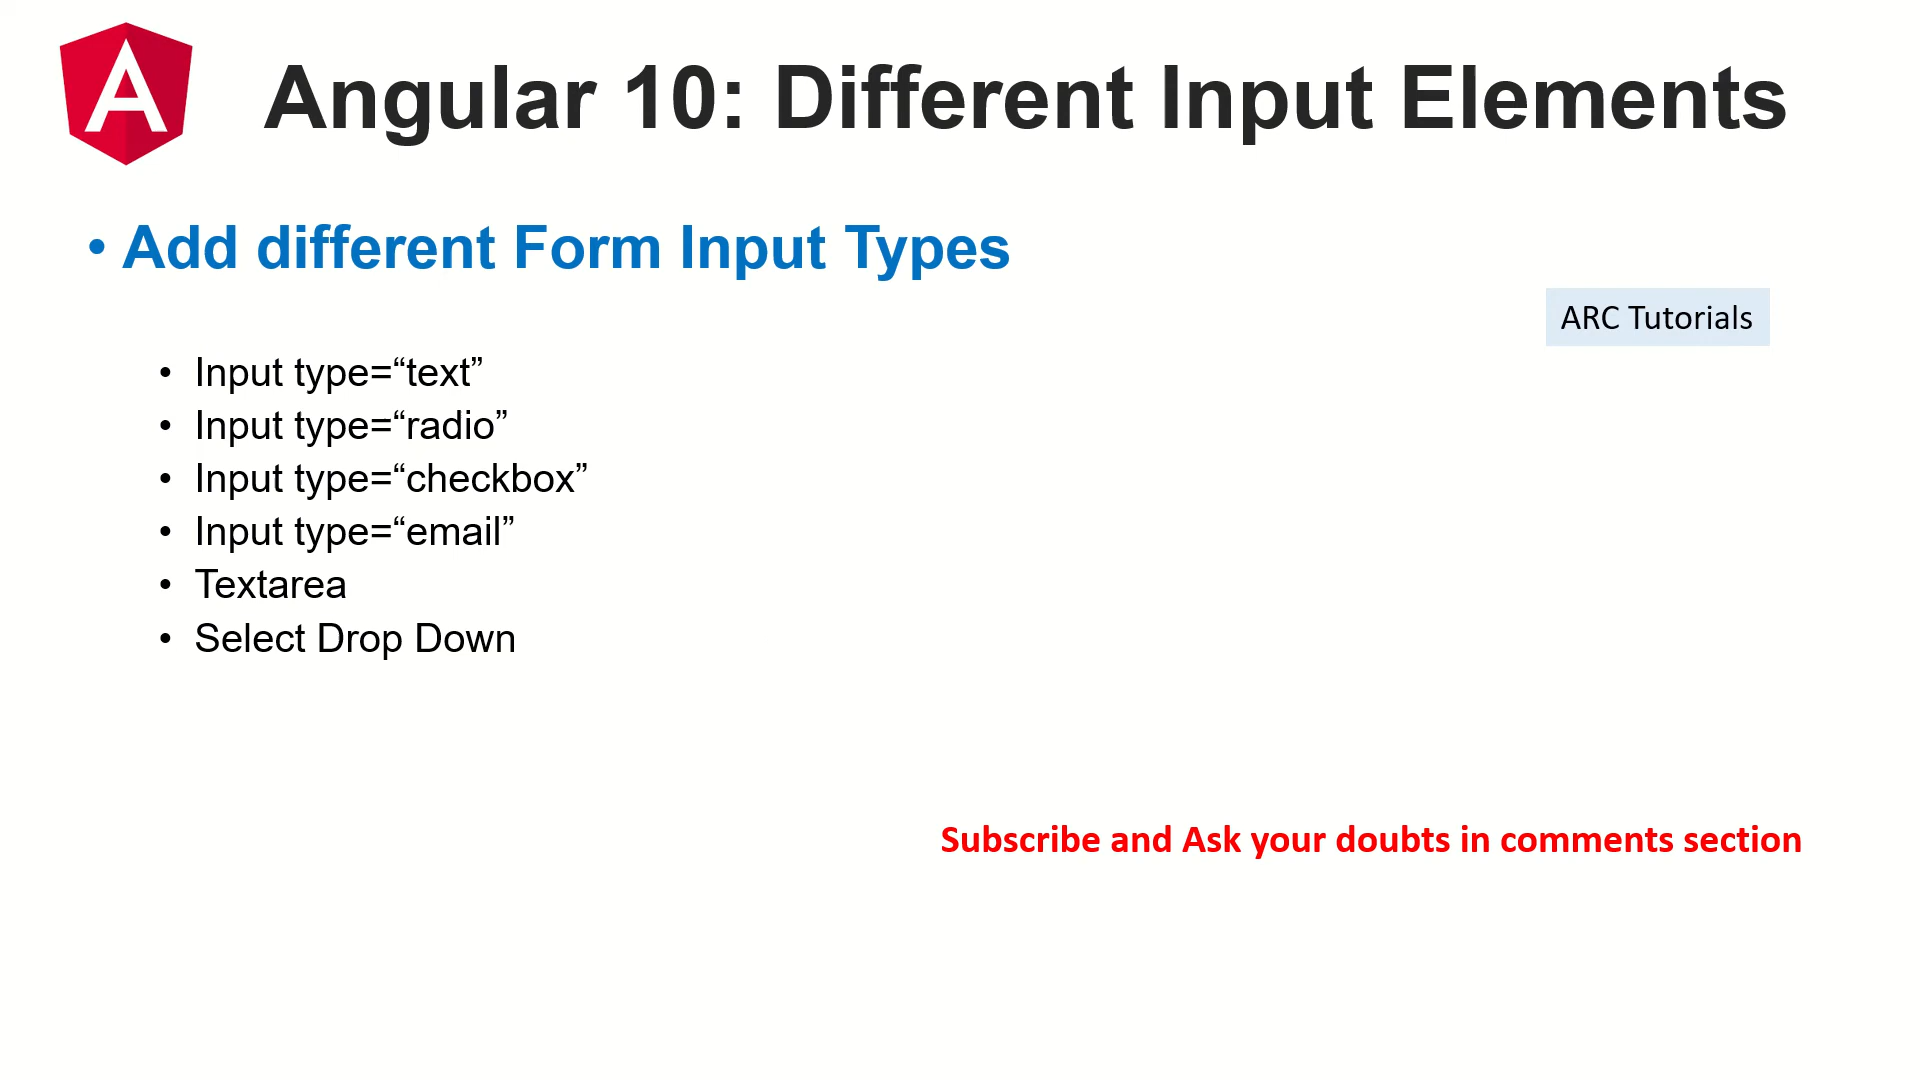 Angular 10: Different Input Elements
• Add different Form Input Types
ARC Tutorials
• Input type=“text”
• Input type=“radio”
• Input type=“checkbox”
• Input type=“email”
• Textarea
• Select Drop Down
Subscribe and Ask your doubts in comments section